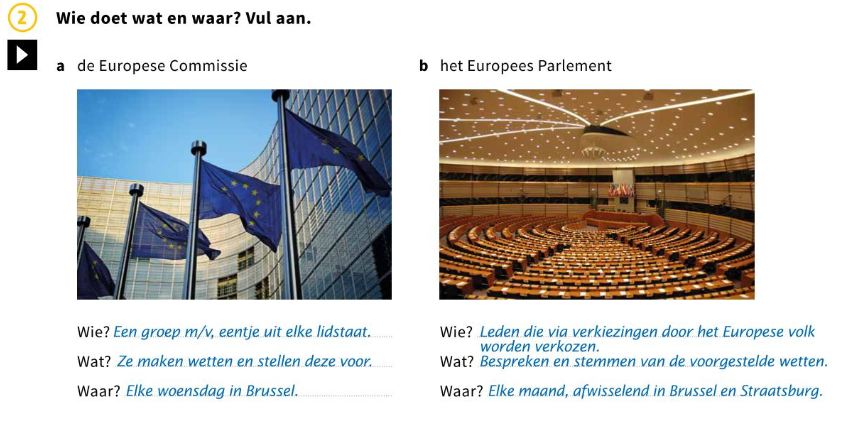 2 Wie doet wat en waar? Vul aan.
a de Europese Commissie
b het Europees Parlement
Wie? Een groep m/v, eentje uit elke lidstaat.
Wat? Ze maken wetten en stellen deze voor.
Waar? Elke woensdag in Brussel.
Wie? Leden die via verkiezingen door het Europese volk
worden verkozen.
Wat? Bespreken en stemmen van de voorgestelde wetten.
Waar? Elke maand, afwisselend in Brussel en Straatsburg.